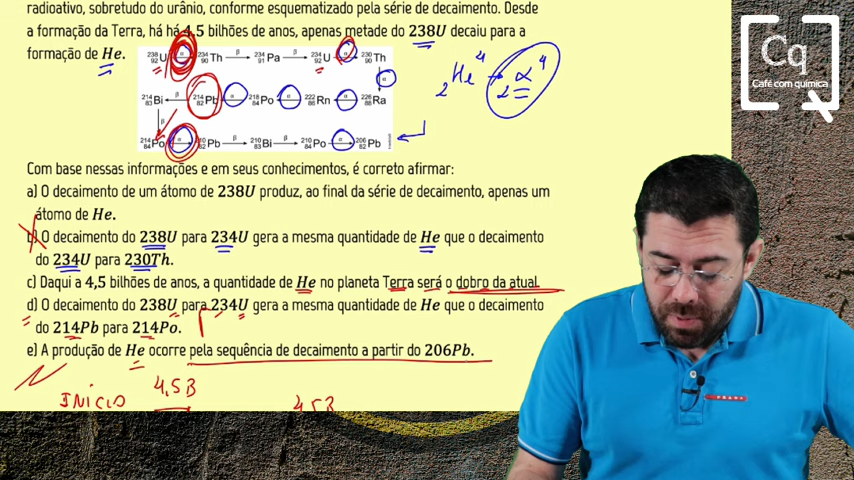 radioativo, sobretudo do urânio, conforme esquematizado pela série de decaimento. Desde
a formação da Terra, há há 4,5 bilhões de anos, apenas metade do 238U decaiu para a
formação de He.
238 92 U α 234 90 Th β 234 91 Pa β 234 92 U α 230 90 Th
α
214 83 Bi β 214 82 Pb α 218 84 Po α 222 86 Rn α 226 88 Ra
β
214 84 Po α 210 82 Pb β 210 83 Bi β 210 84 Po α 206 82 Pb
2 He 4 → 2 α 4
Cq
Café com química
Com base nessas informações e em seus conhecimentos, é correto afirmar:
a) O decaimento de um átomo de 238U produz, ao final da série de decaimento, apenas um
átomo de He.
b) O decaimento do 238U para 234U gera a mesma quantidade de He que o decaimento
do 234U para 230Th.
c) Daqui a 4,5 bilhões de anos, a quantidade de He no planeta Terra será o dobro da atual
d) O decaimento do 238U para 234U gera a mesma quantidade de He que o decaimento
do 214Pb para 214Po.
e) A produção de He ocorre pela sequência de decaimento a partir do 206Pb.
INÍCIO 4,5B 4,5B